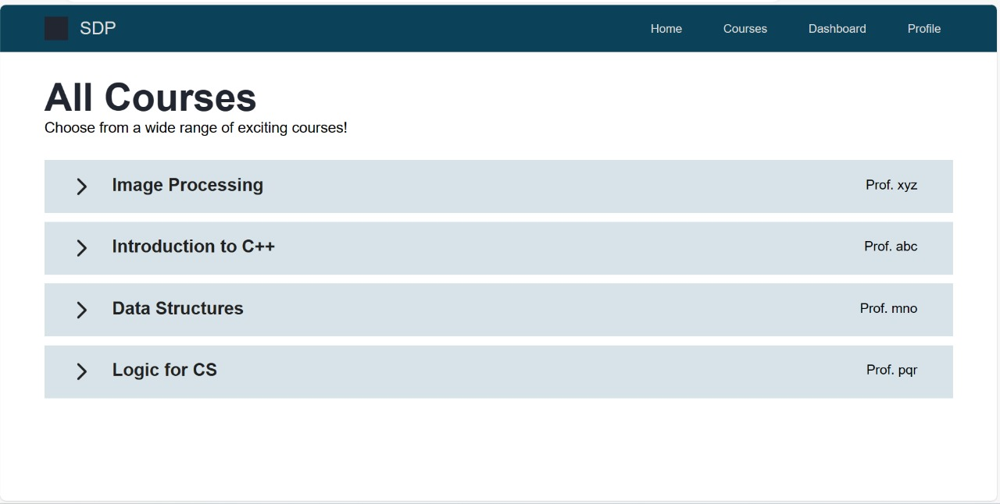 SDP Home Courses Dashboard Profile
All Courses
Choose from a wide range of exciting courses!
Image Processing Prof. xyz
Introduction to C++ Prof. abc
Data Structures Prof. mno
Logic for CS Prof. pqr